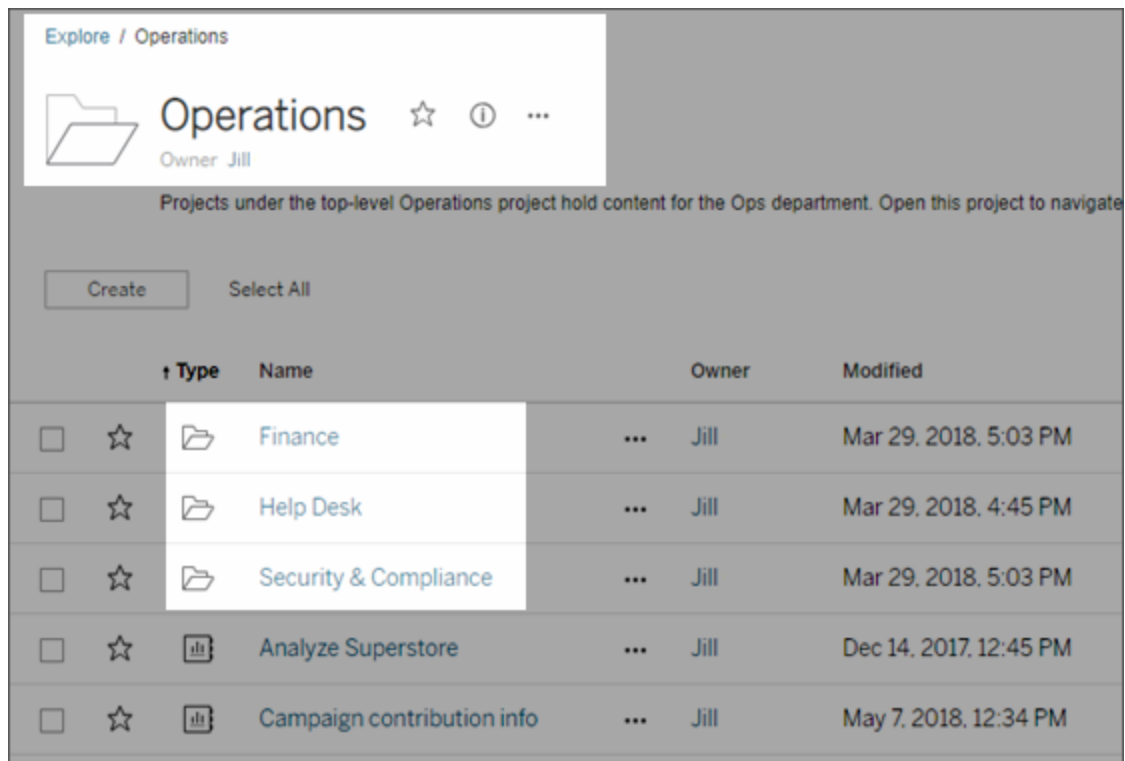 Explore / Operations
Operations
Owner Jill
Projects under the top-level Operations project hold content for the Ops department. Open this project to navigate
Create Select All
↑ Type Name Owner Modified
Finance ... Jill Mar 29, 2018, 5:03 PM
Help Desk ... Jill Mar 29, 2018, 4:45 PM
Security & Compliance ... Jill Mar 29, 2018, 5:03 PM
Analyze Superstore ... Jill Dec 14, 2017, 12:45 PM
Campaign contribution info ... Jill May 7, 2018, 12:34 PM